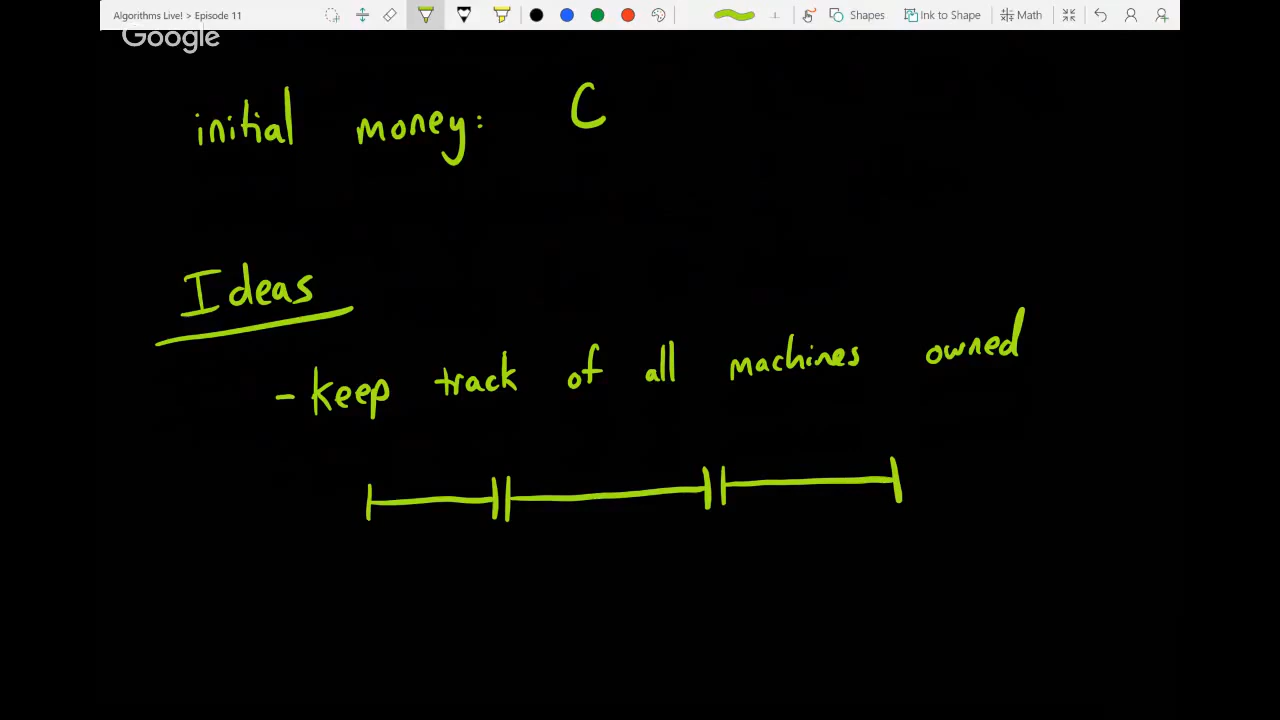 Algorithms Live! > Episode 11
Shapes
Ink to Shape
Math
Google
initial money: C
Ideas
- keep track of all machines owned